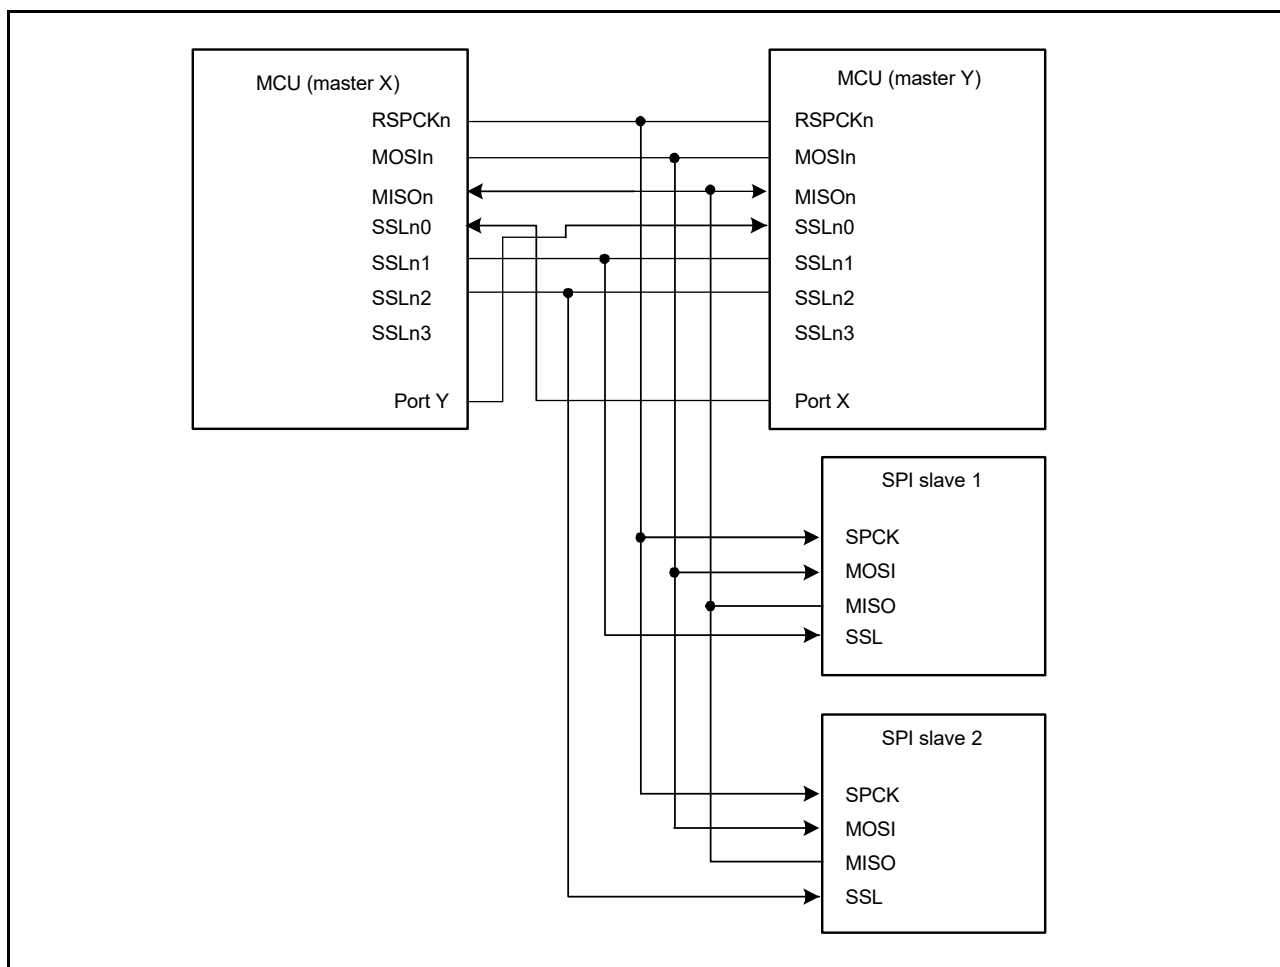 MCU (master X)
RSPCKn
MOSIn
MISOn
SSLn0
SSLn1
SSLn2
SSLn3
Port Y
MCU (master Y)
RSPCKn
MOSIn
MISOn
SSLn0
SSLn1
SSLn2
SSLn3
Port X
SPI slave 1
SPCK
MOSI
MISO
SSL
SPI slave 2
SPCK
MOSI
MISO
SSL